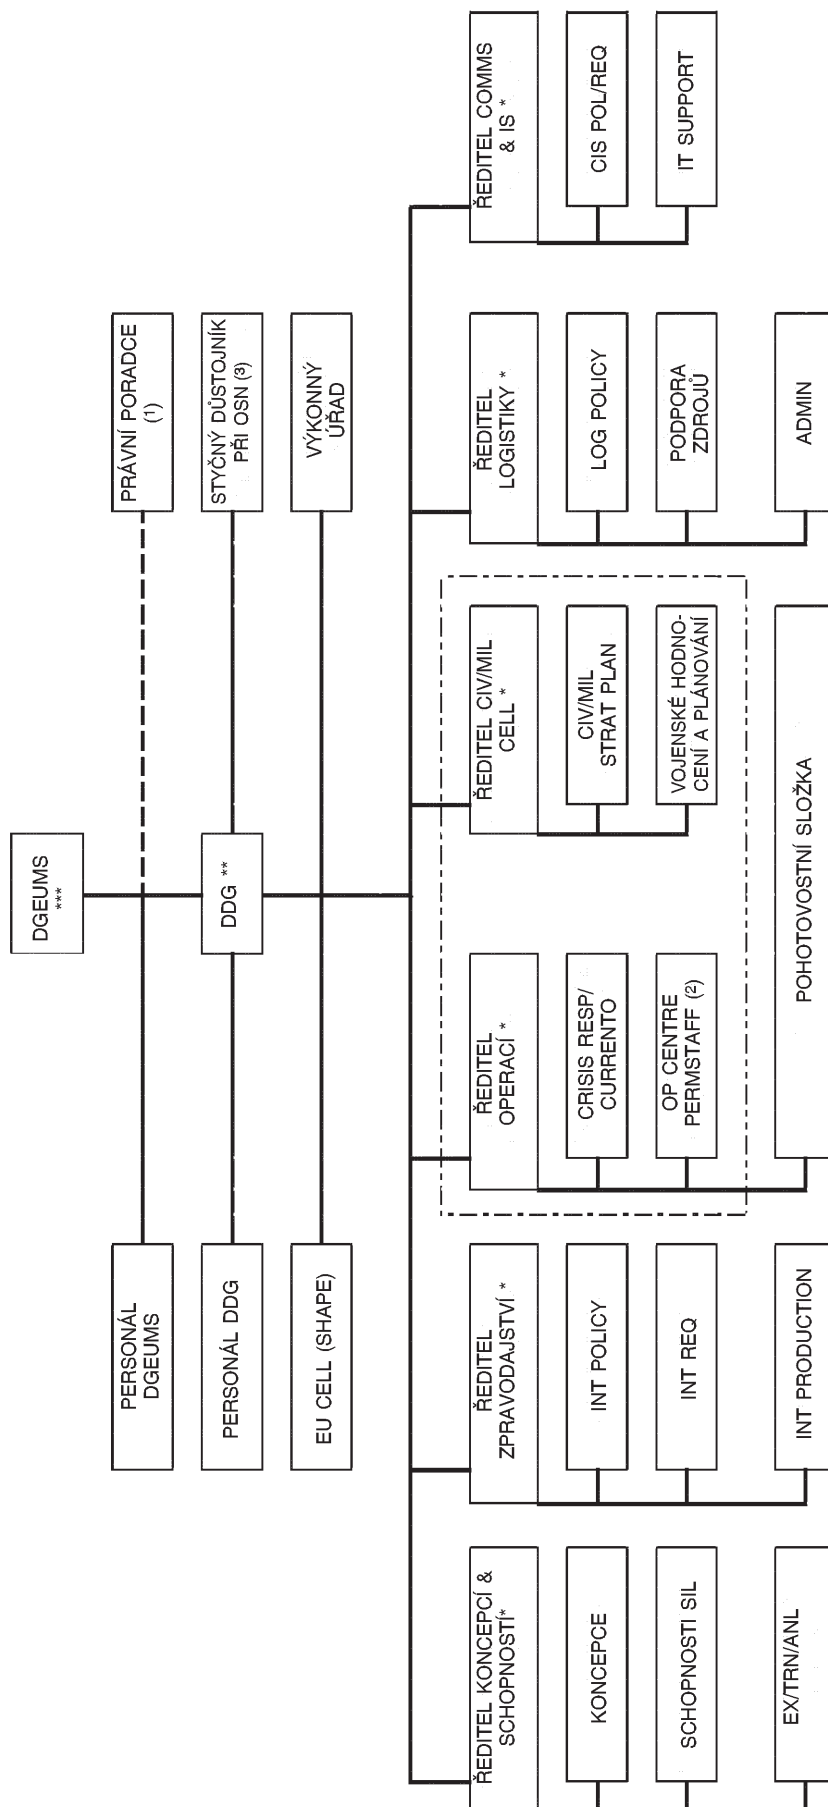 DGEUMS
***
PERSONÁL
DGEUMS
PRÁVNÍ PORADCE
(1)
PERSONÁL DDG
DDG **
STYČNÝ DŮSTOJNÍK
PŘI OSN (3)
EU CELL (SHAPE)
VÝKONNÝ
ÚŘAD
ŘEDITEL KONCEPCÍ &
SCHOPNOSTÍ*
KONCEPCE
SCHOPNOSTI SIL
EX/TRN/ANL
ŘEDITEL
ZPRAVODAJSTVÍ *
INT POLICY
INT REQ
INT PRODUCTION
ŘEDITEL
OPERACÍ *
CRISIS RESP/
CURRENTO
OP CENTRE
PERMSTAFF (2)
POHOTOVOSTNÍ SLOŽKA
ŘEDITEL CIV/MIL
CELL *
CIV/MIL
STRAT PLAN
VOJENSKÉ HODNO-
CENÍ A PLÁNOVÁNÍ
ŘEDITEL
LOGISTIKY *
LOG POLICY
PODPORA
ZDROJŮ
ADMIN
ŘEDITEL COMMS
& IS *
CIS POL/REQ
IT SUPPORT